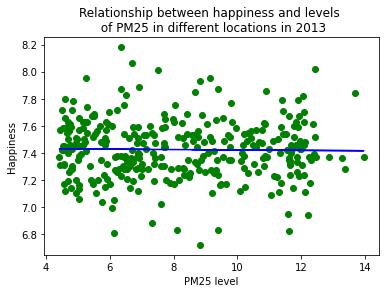 Relationship between happiness and levels
of PM25 in different locations in 2013
8.2
8.0
7.8
7.6
7.4
7.2
7.0
6.8
Happiness
4 6 8 10 12 14
PM25 level